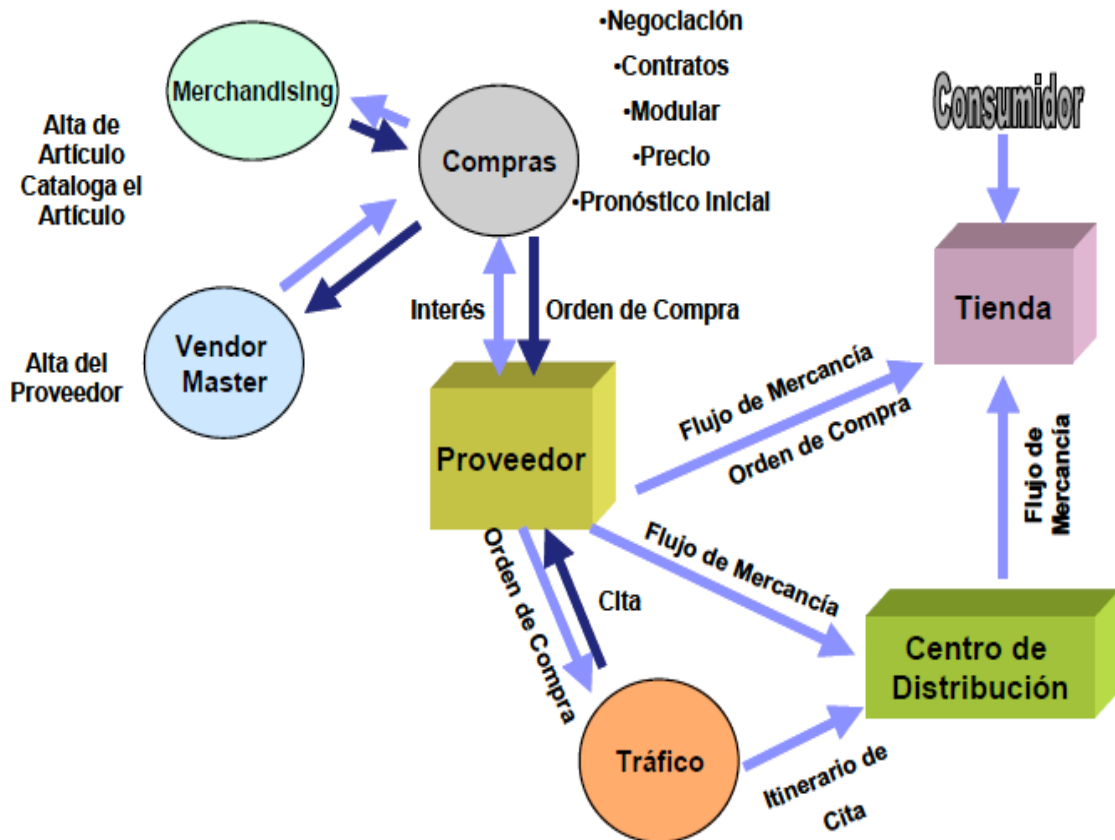 •Negociación
•Contratos
•Modular
•Precio
•Pronóstico Inicial
Merchandising
Compras
Alta de
Artículo
Cataloga el
Artículo
Consumidor
Tienda
Interés
Orden de Compra
Vendor
Master
Alta del
Proveedor
Proveedor
Flujo de Mercancía
Orden de Compra
Flujo de
Mercancía
Orden de Compra
Cita
Flujo de Mercancía
Centro de
Distribución
Tráfico
Itinerario de
Cita